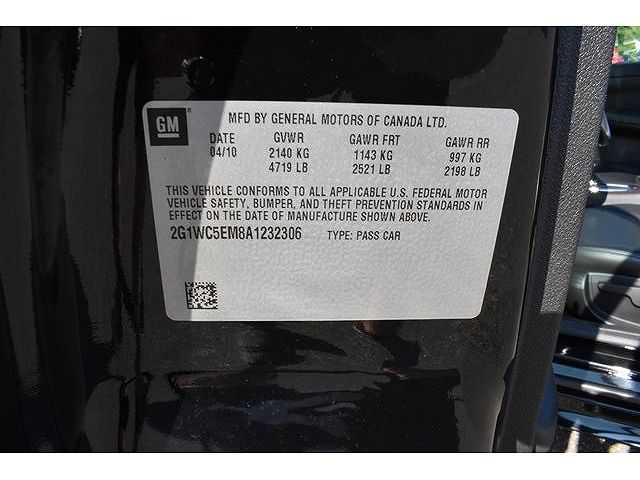 GM
MFD BY GENERAL MOTORS OF CANADA LTD.
DATE GVWR GAWR FRT GAWR RR
04/10 2140 KG 1143 KG 997 KG
4719 LB 2521 LB 2198 LB
THIS VEHICLE CONFORMS TO ALL APPLICABLE U.S. FEDERAL MOTOR
VEHICLE SAFETY, BUMPER, AND THEFT PREVENTION STANDARDS IN
EFFECT ON THE DATE OF MANUFACTURE SHOWN ABOVE.
2G1WC5EM8A1232306 TYPE: PASS CAR